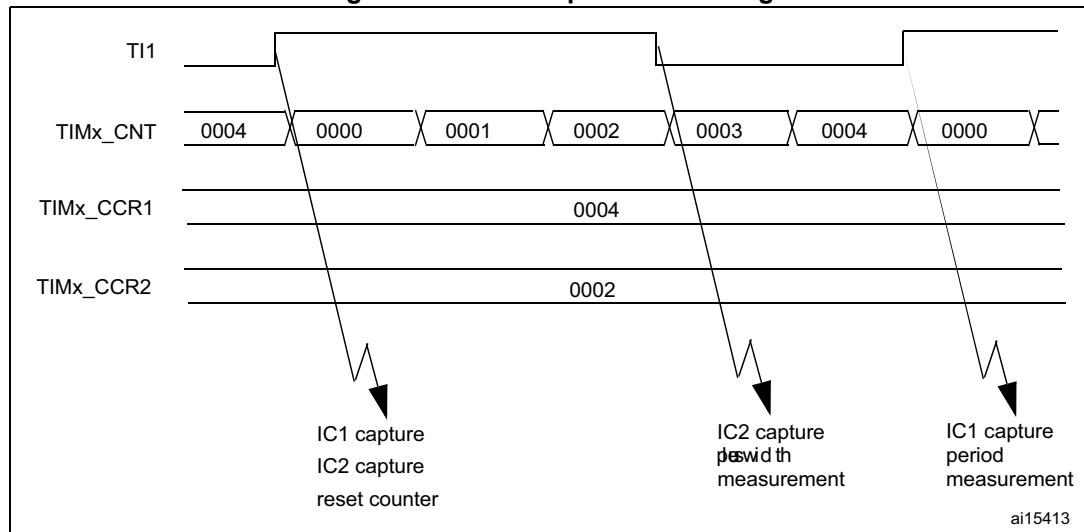 TI1
TIMx_CNT
0004 0000 0001 0002 0003 0004 0000
TIMx_CCR1
0004
TIMx_CCR2
0002
IC1 capture
IC2 capture
reset counter
IC2 capture
measurement
IC1 capture
period
measurement
ai15413